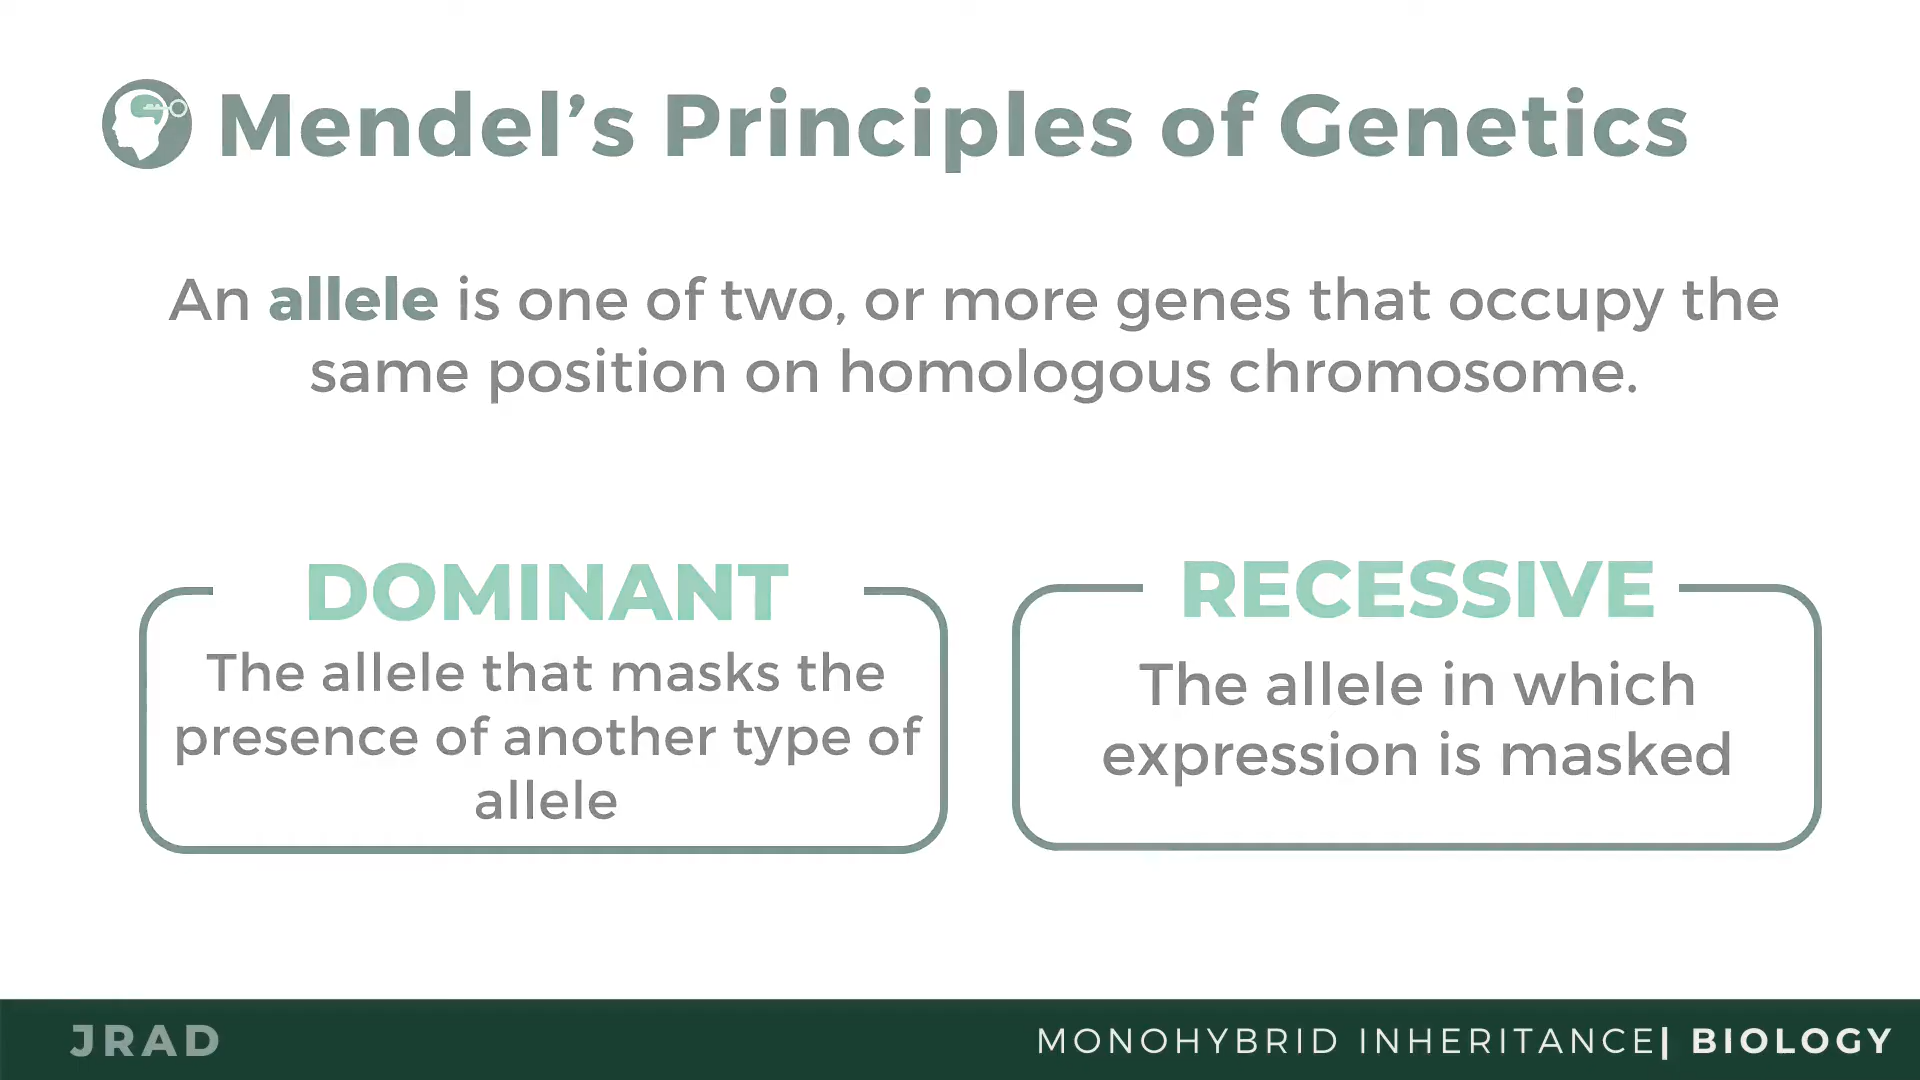 Mendel’s Principles of Genetics
An allele is one of two, or more genes that occupy the
same position on homologous chromosome.
DOMINANT
The allele that masks the
presence of another type of
allele
RECESSIVE
The allele in which
expression is masked
JRAD
MONOHYBRID INHERITANCE| BIOLOGY